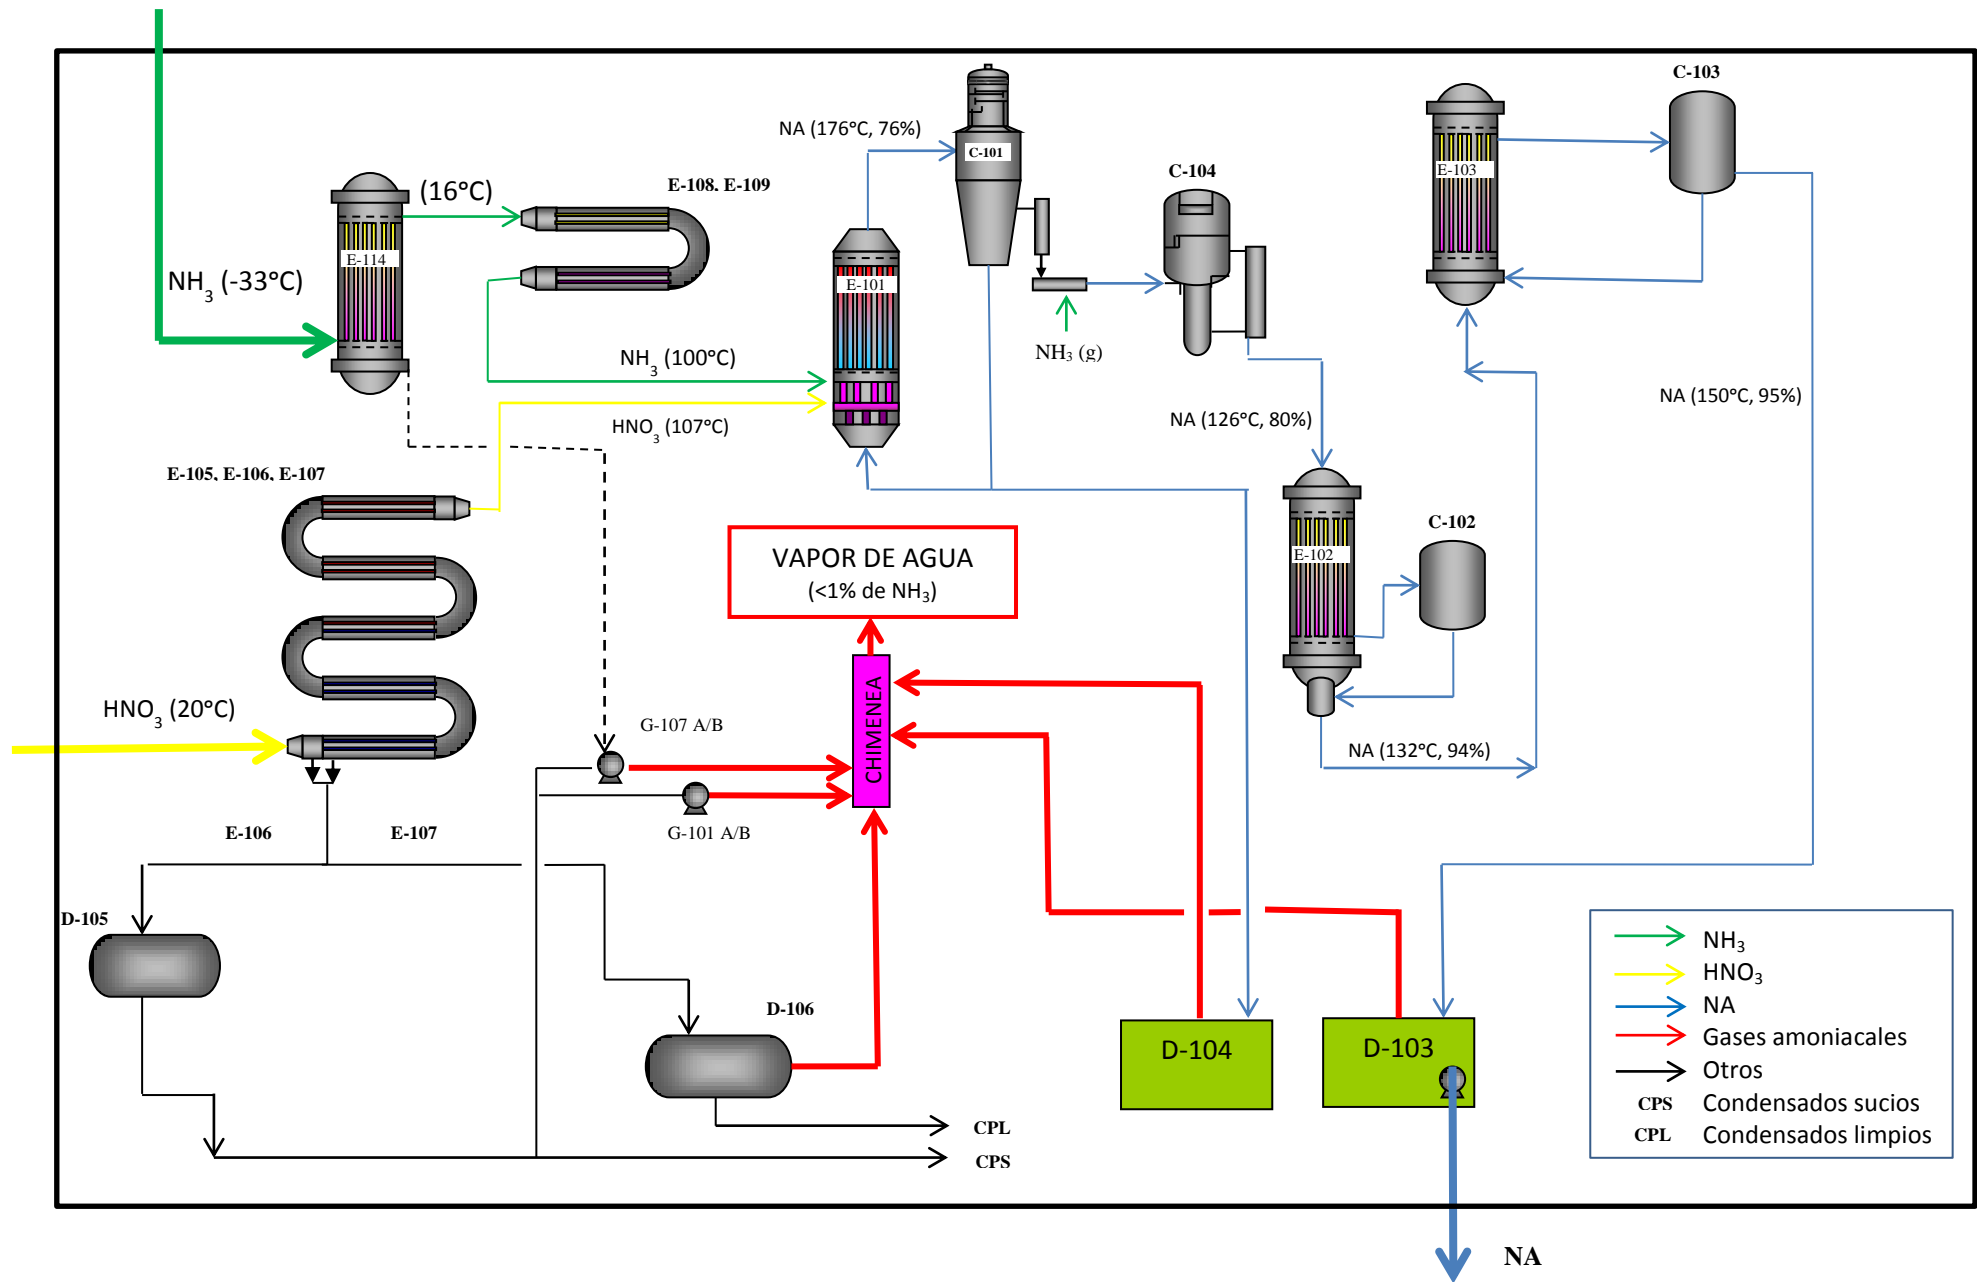 C-103
NA (176°C, 76%)
C-101
C-104
E-103
(16°C)
E-108, E-109
E-114
NH3 (-33°C)
E-101
NH3 (g)
NH3 (100°C)
HNO3 (107°C)
NA (126°C, 80%)
NA (150°C, 95%)
E-105, E-106, E-107
C-102
E-102
VAPOR DE AGUA
(<1% de NH3)
HNO3 (20°C)
G-107 A/B
CHIMENEA
NA (132°C, 94%)
E-106
E-107
G-101 A/B
D-105
D-106
D-104
D-103
CPL
CPS
NH3
HNO3
NA
Gases amoniacales
Otros
CPS Condensados sucios
CPL Condensados limpios
NA